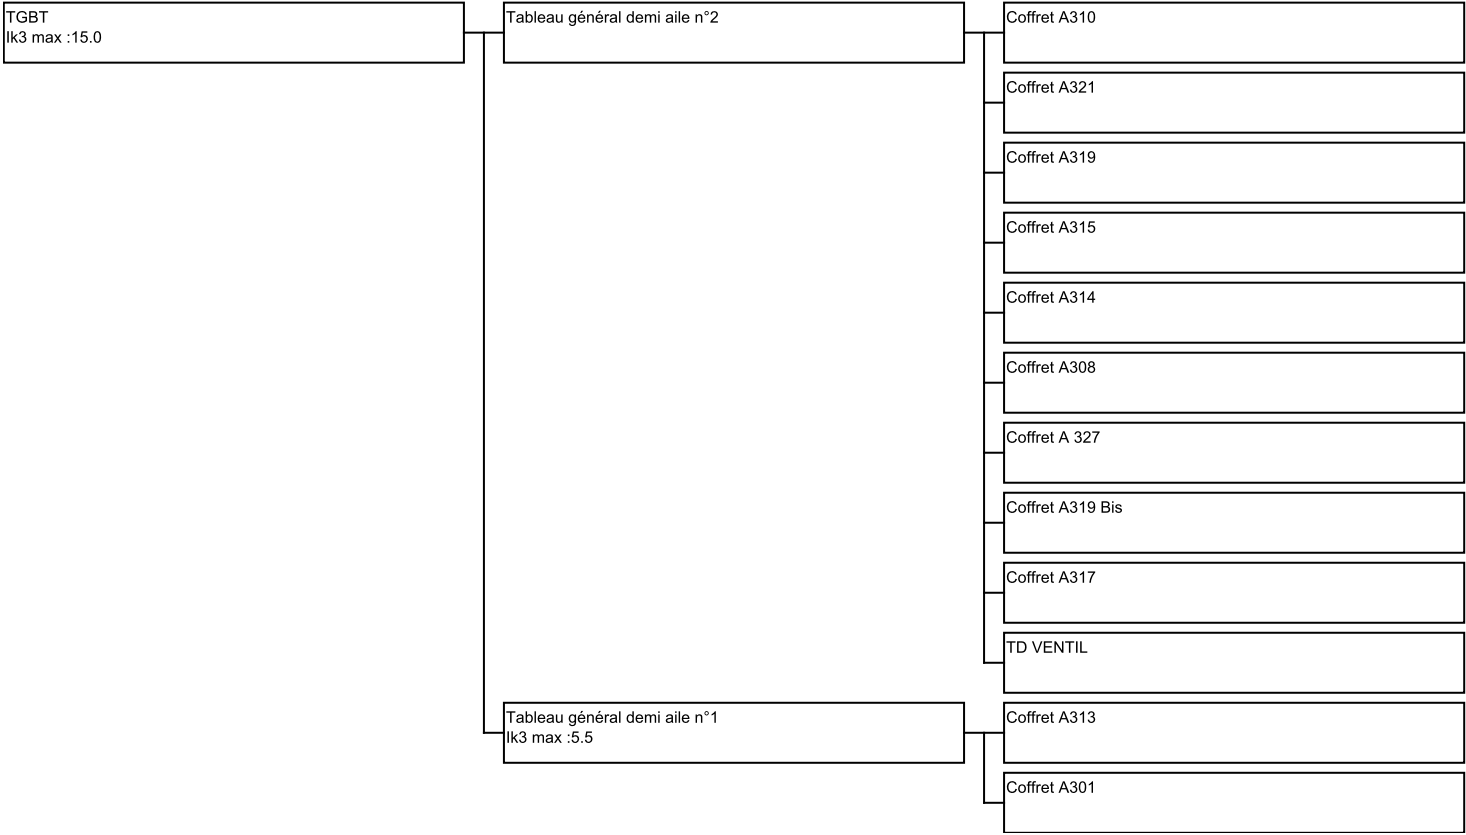 TGBT
Ik3 max :15.0
Tableau général demi aile n°2
Coffret A310
Coffret A321
Coffret A319
Coffret A315
Coffret A314
Coffret A308
Coffret A 327
Coffret A319 Bis
Coffret A317
TD VENTIL
Tableau général demi aile n°1
Ik3 max :5.5
Coffret A313
Coffret A301